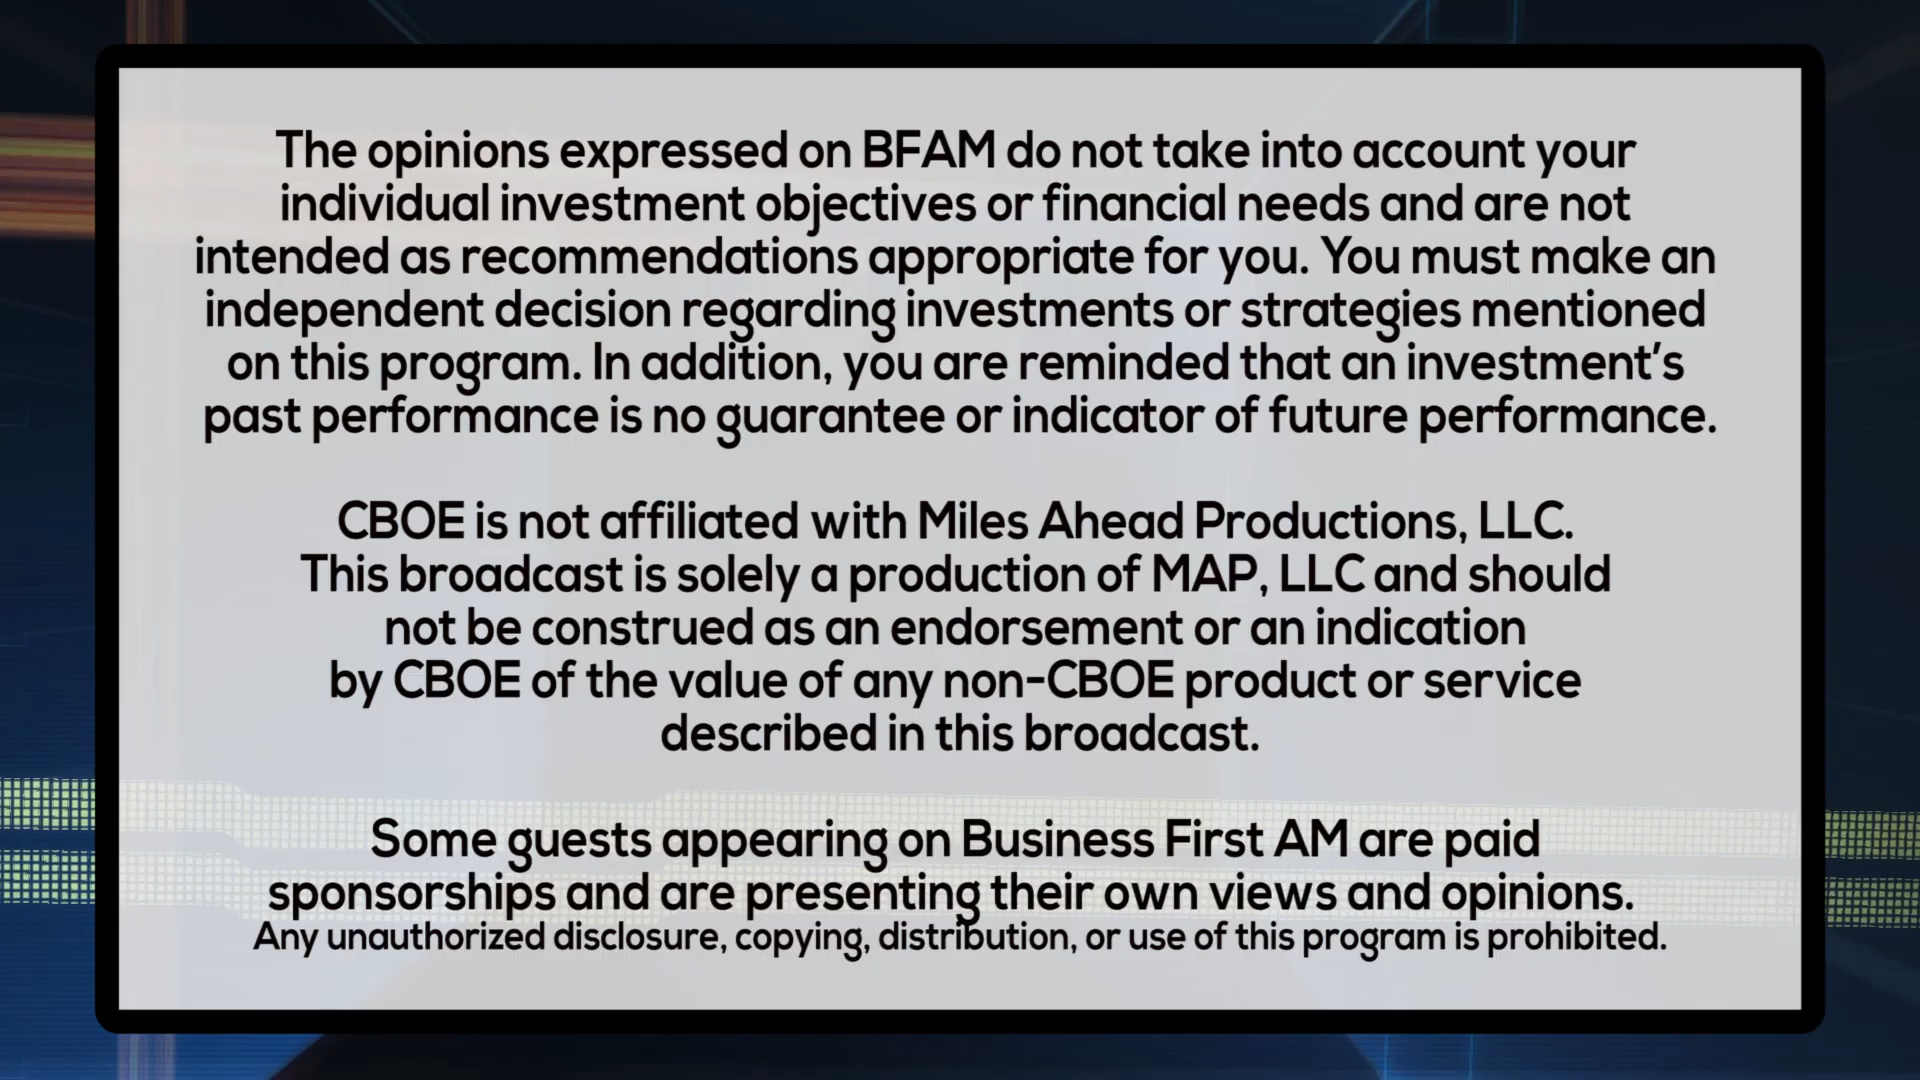 The opinions expressed on BFAM do not take into account your
individual investment objectives or financial needs and are not
intended as recommendations appropriate for you. You must make an
independent decision regarding investments or strategies mentioned
on this program. In addition, you are reminded that an investment’s
past performance is no guarantee or indicator of future performance.
CBOE is not affiliated with Miles Ahead Productions, LLC.
This broadcast is solely a production of MAP, LLC and should
not be construed as an endorsement or an indication
by CBOE of the value of any non-CBOE product or service
described in this broadcast.
Some guests appearing on Business First AM are paid
sponsorships and are presenting their own views and opinions.
Any unauthorized disclosure, copying, distribution, or use of this program is prohibited.